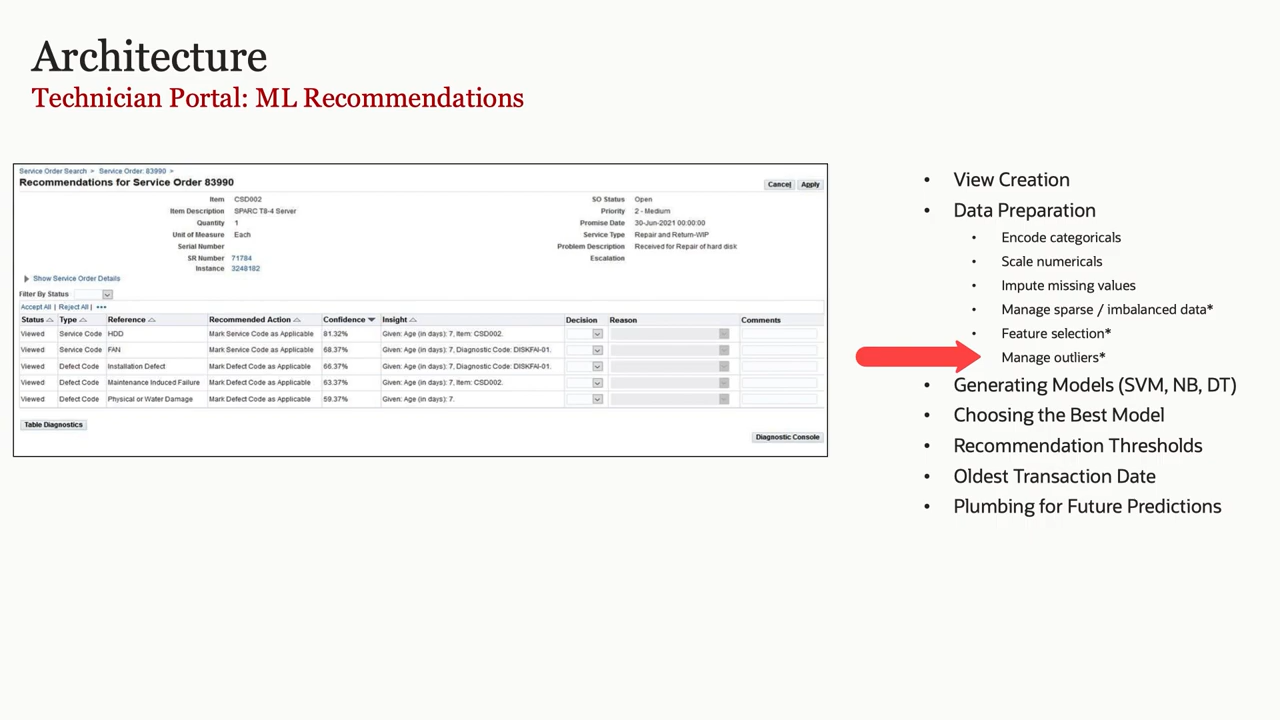 Architecture
Technician Portal: ML Recommendations
Service Order Search > Service Order: 83990 >
Recommendations for Service Order 83990
Cancel Apply
Item CSD002
Item Description SPARC T8-4 Server
Quantity 1
Unit of Measure Each
Serial Number
SR Number 71784
Instance 3248182
SO Status Open
Priority 2 - Medium
Promise Date 30-Jun-2021 00:00:00
Service Type Repair and Return-WIP
Problem Description Received for Repair of hard disk
Escalation
Show Service Order Details
Filter By Status
Accept All | Reject All | •••
Status Type Reference Recommended Action Confidence Insight Decision Reason Comments
Viewed Service Code HDD Mark Service Code as Applicable 81.32% Given: Age (in days): 7, Item: CSD002.
Viewed Service Code FAN Mark Service Code as Applicable 68.37% Given: Age (in days): 7, Diagnostic Code: DISKFAI-01.
Viewed Defect Code Installation Defect Mark Defect Code as Applicable 66.37% Given: Age (in days): 7, Diagnostic Code: DISKFAI-01.
Viewed Defect Code Maintenance Induced Failure Mark Defect Code as Applicable 63.37% Given: Age (in days): 7, Item: CSD002.
Viewed Defect Code Physical or Water Damage Mark Defect Code as Applicable 59.37% Given: Age (in days): 7.
Table Diagnostics
Diagnostic Console
• View Creation
• Data Preparation
• Encode categoricals
• Scale numericals
• Impute missing values
• Manage sparse / imbalanced data*
• Feature selection*
• Manage outliers*
• Generating Models (SVM, NB, DT)
• Choosing the Best Model
• Recommendation Thresholds
• Oldest Transaction Date
• Plumbing for Future Predictions